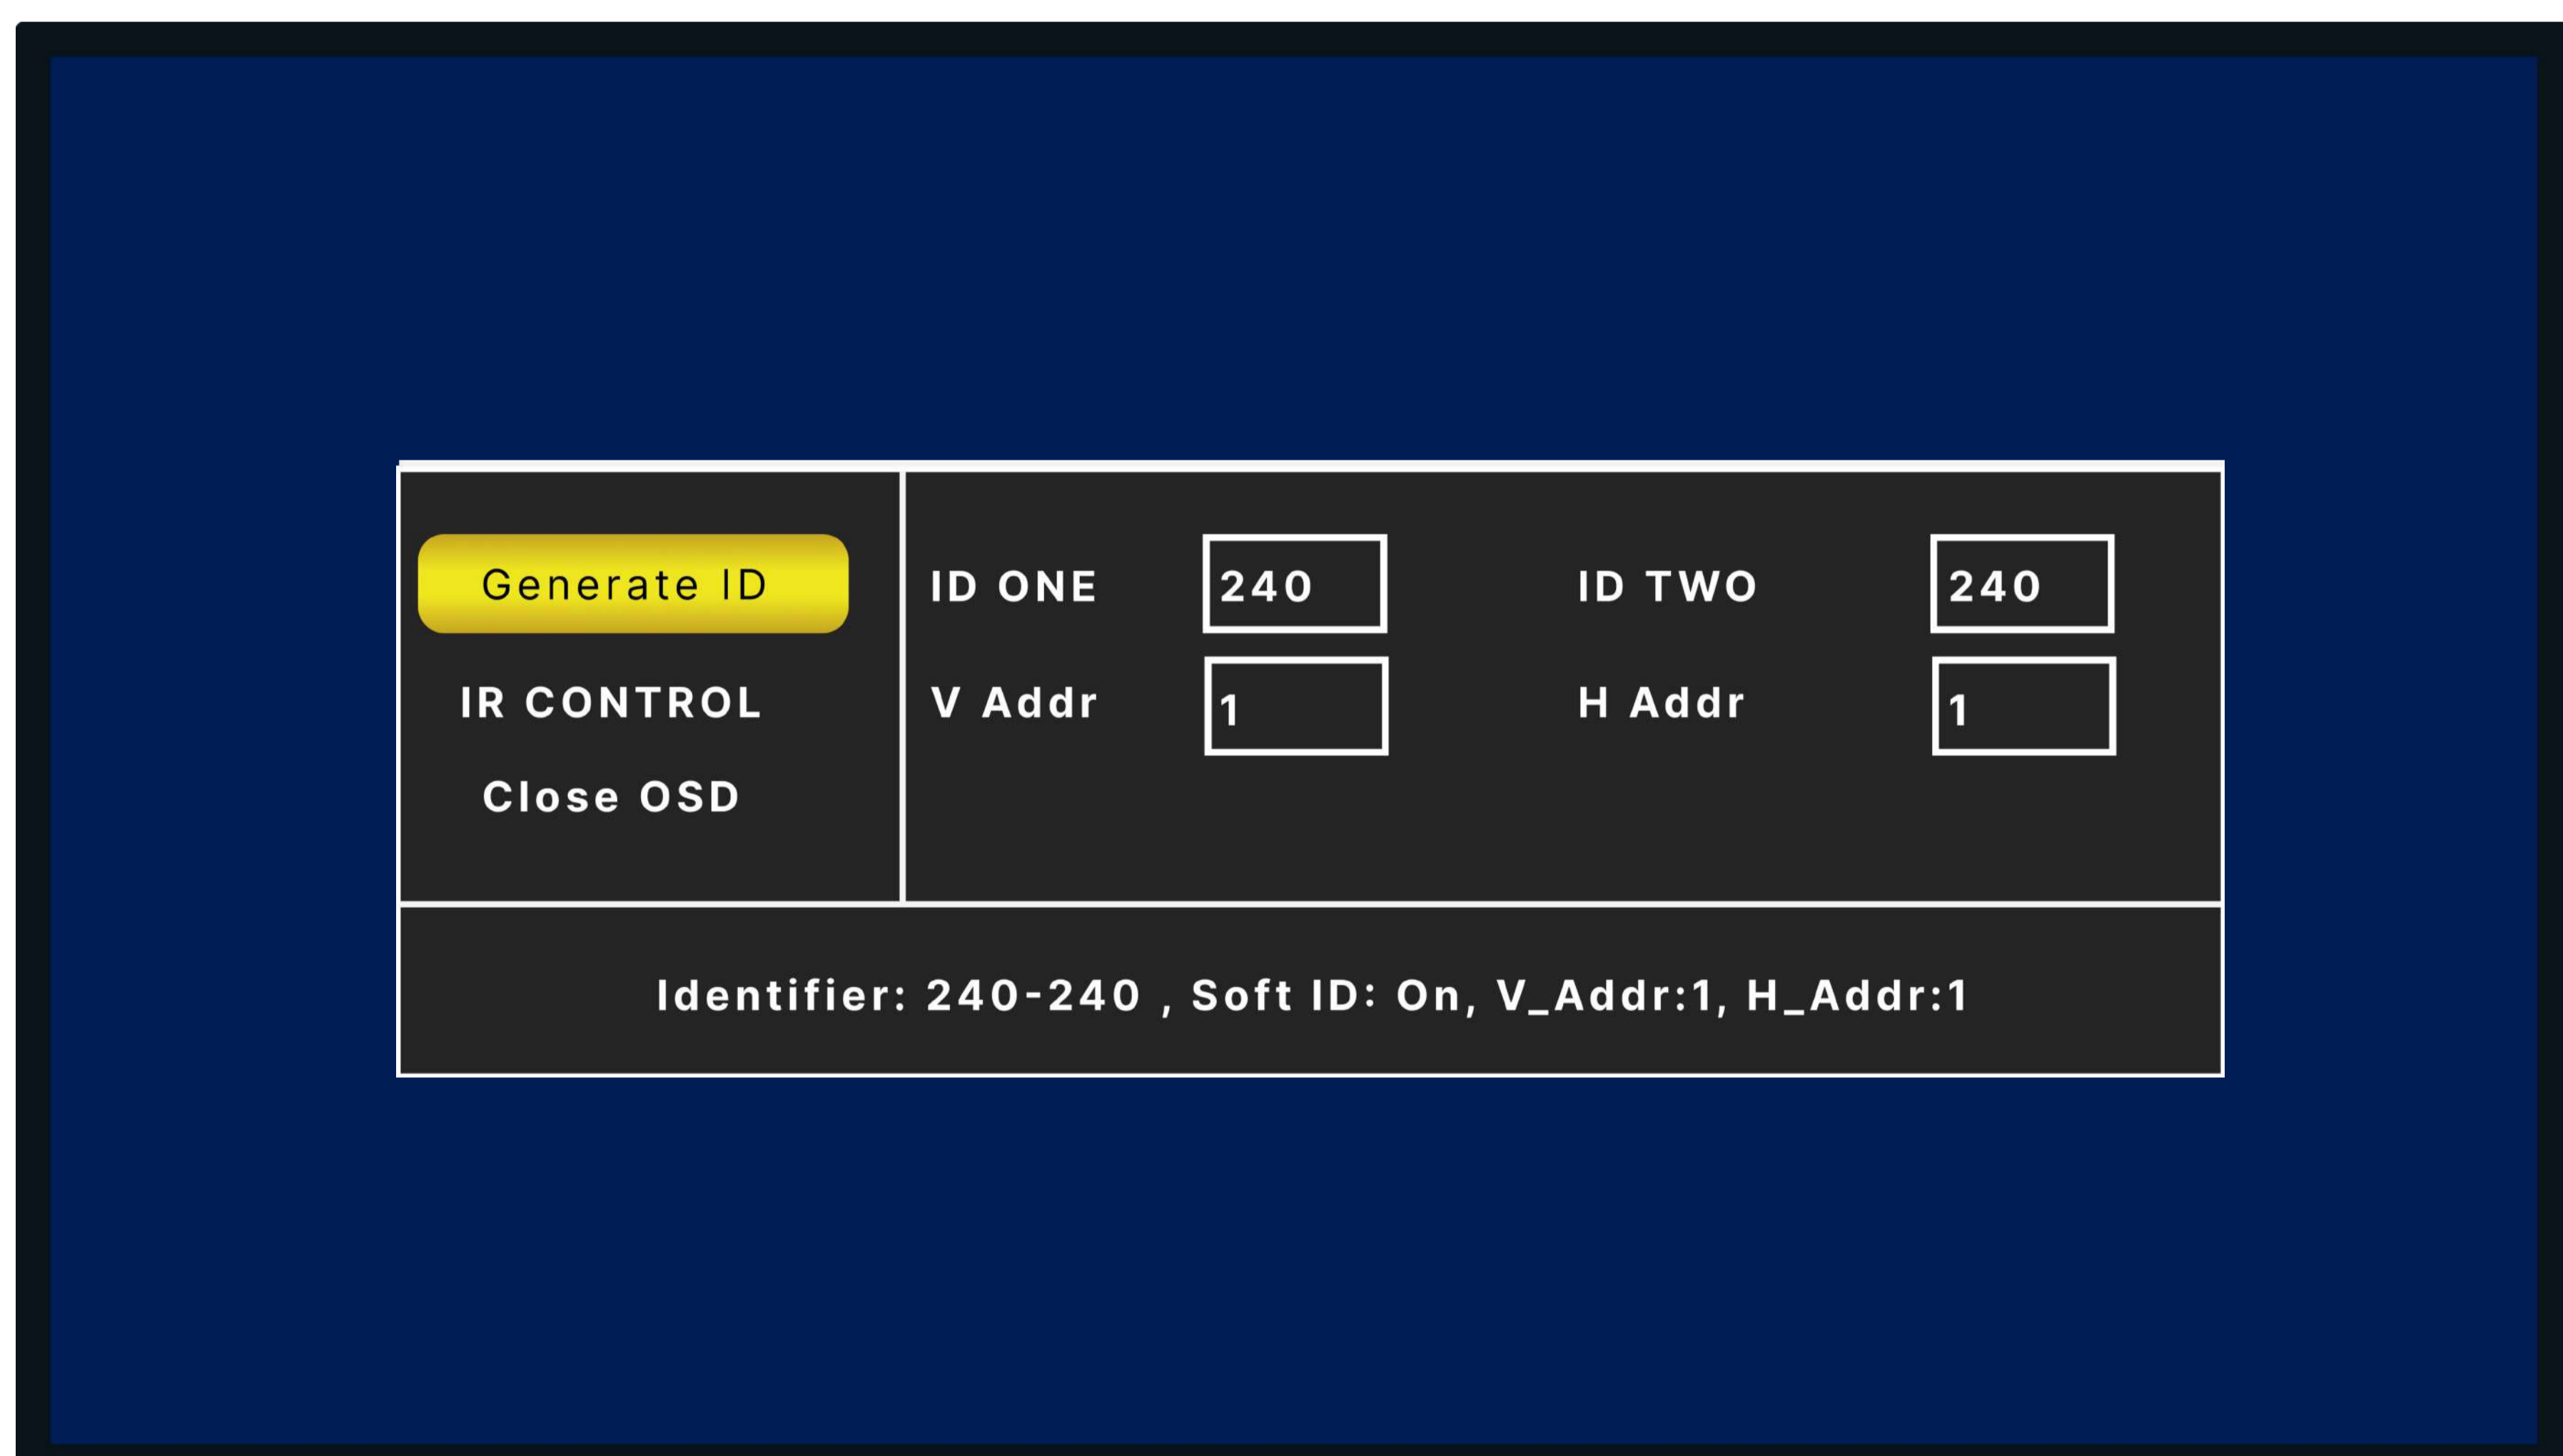 Generate ID
ID ONE 240 ID TWO 240
IR CONTROL
V Addr 1 H Addr 1
Close OSD
Identifier: 240-240 , Soft ID: On, V_Addr:1, H_Addr:1